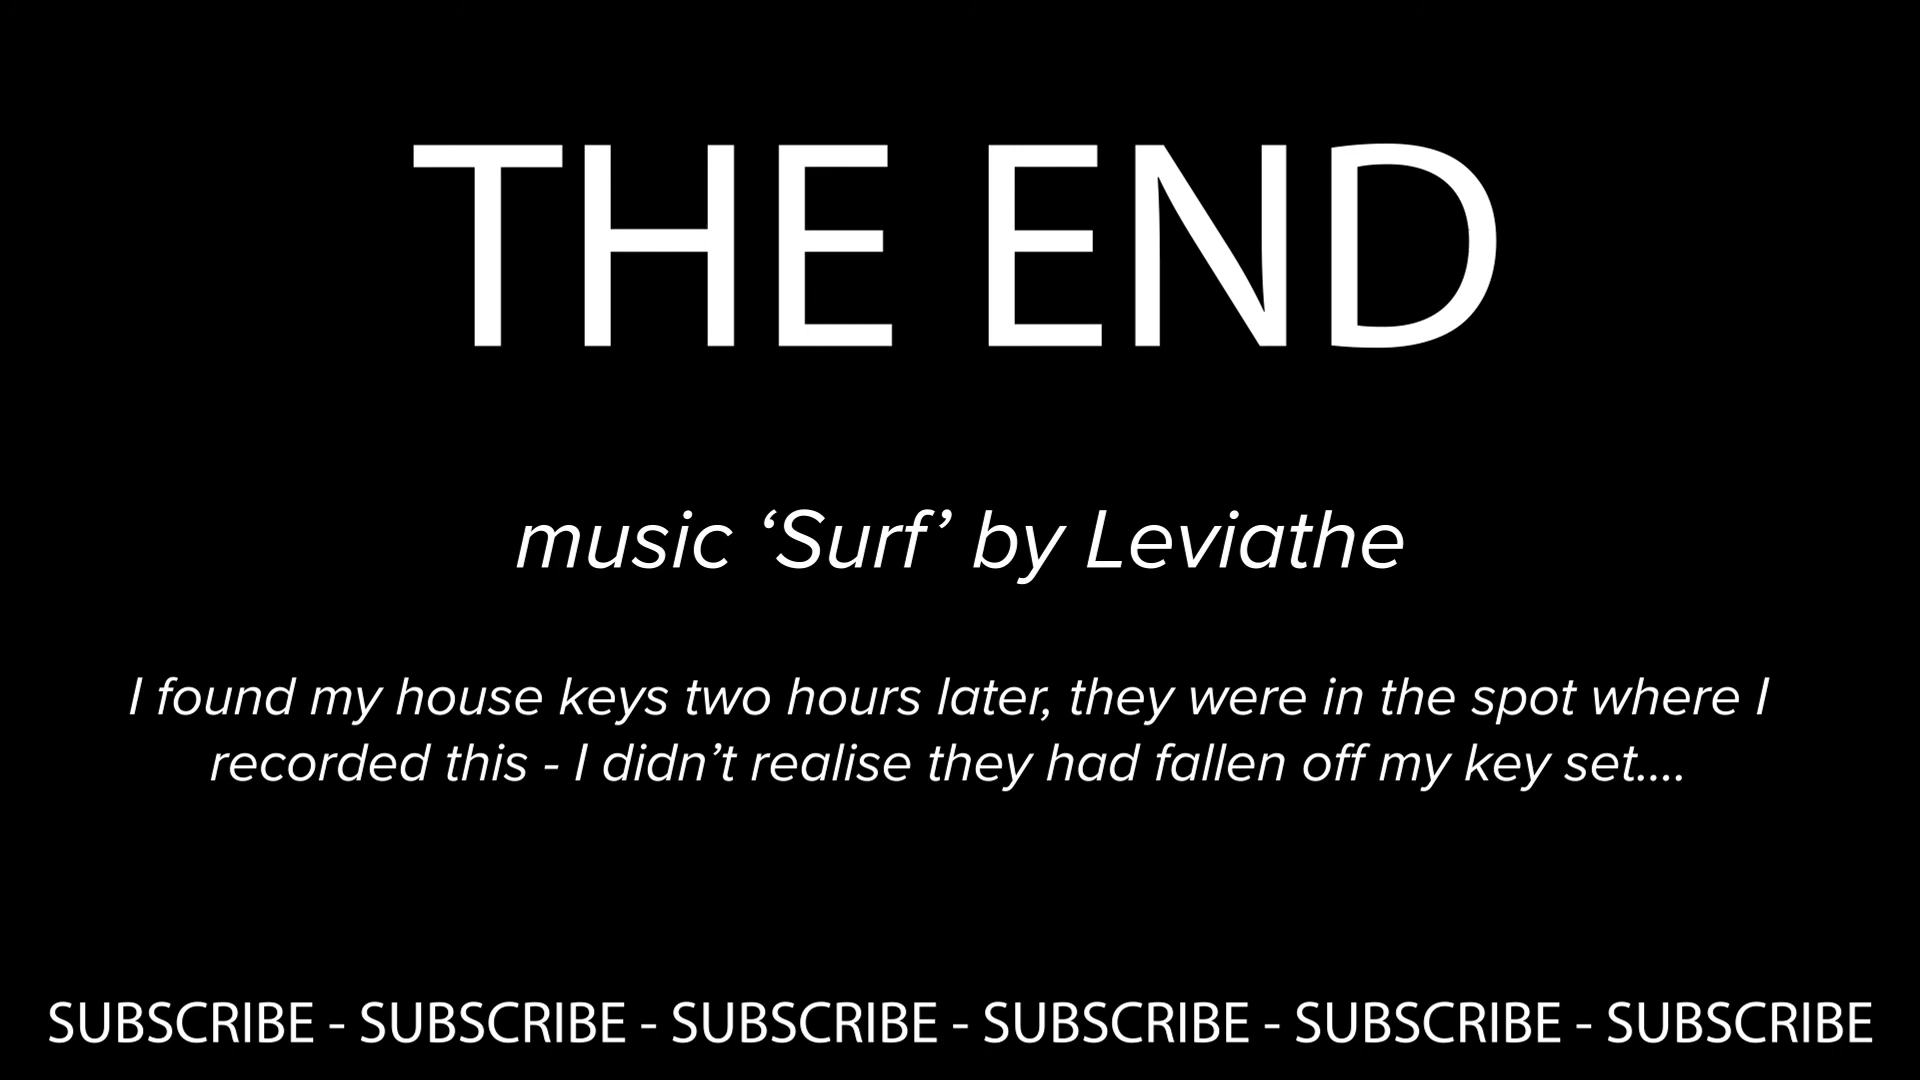 THE END
music ‘Surf’ by Leviathe
I found my house keys two hours later, they were in the spot where I
recorded this - I didn’t realise they had fallen off my key set....
SUBSCRIBE - SUBSCRIBE - SUBSCRIBE - SUBSCRIBE - SUBSCRIBE - SUBSCRIBE